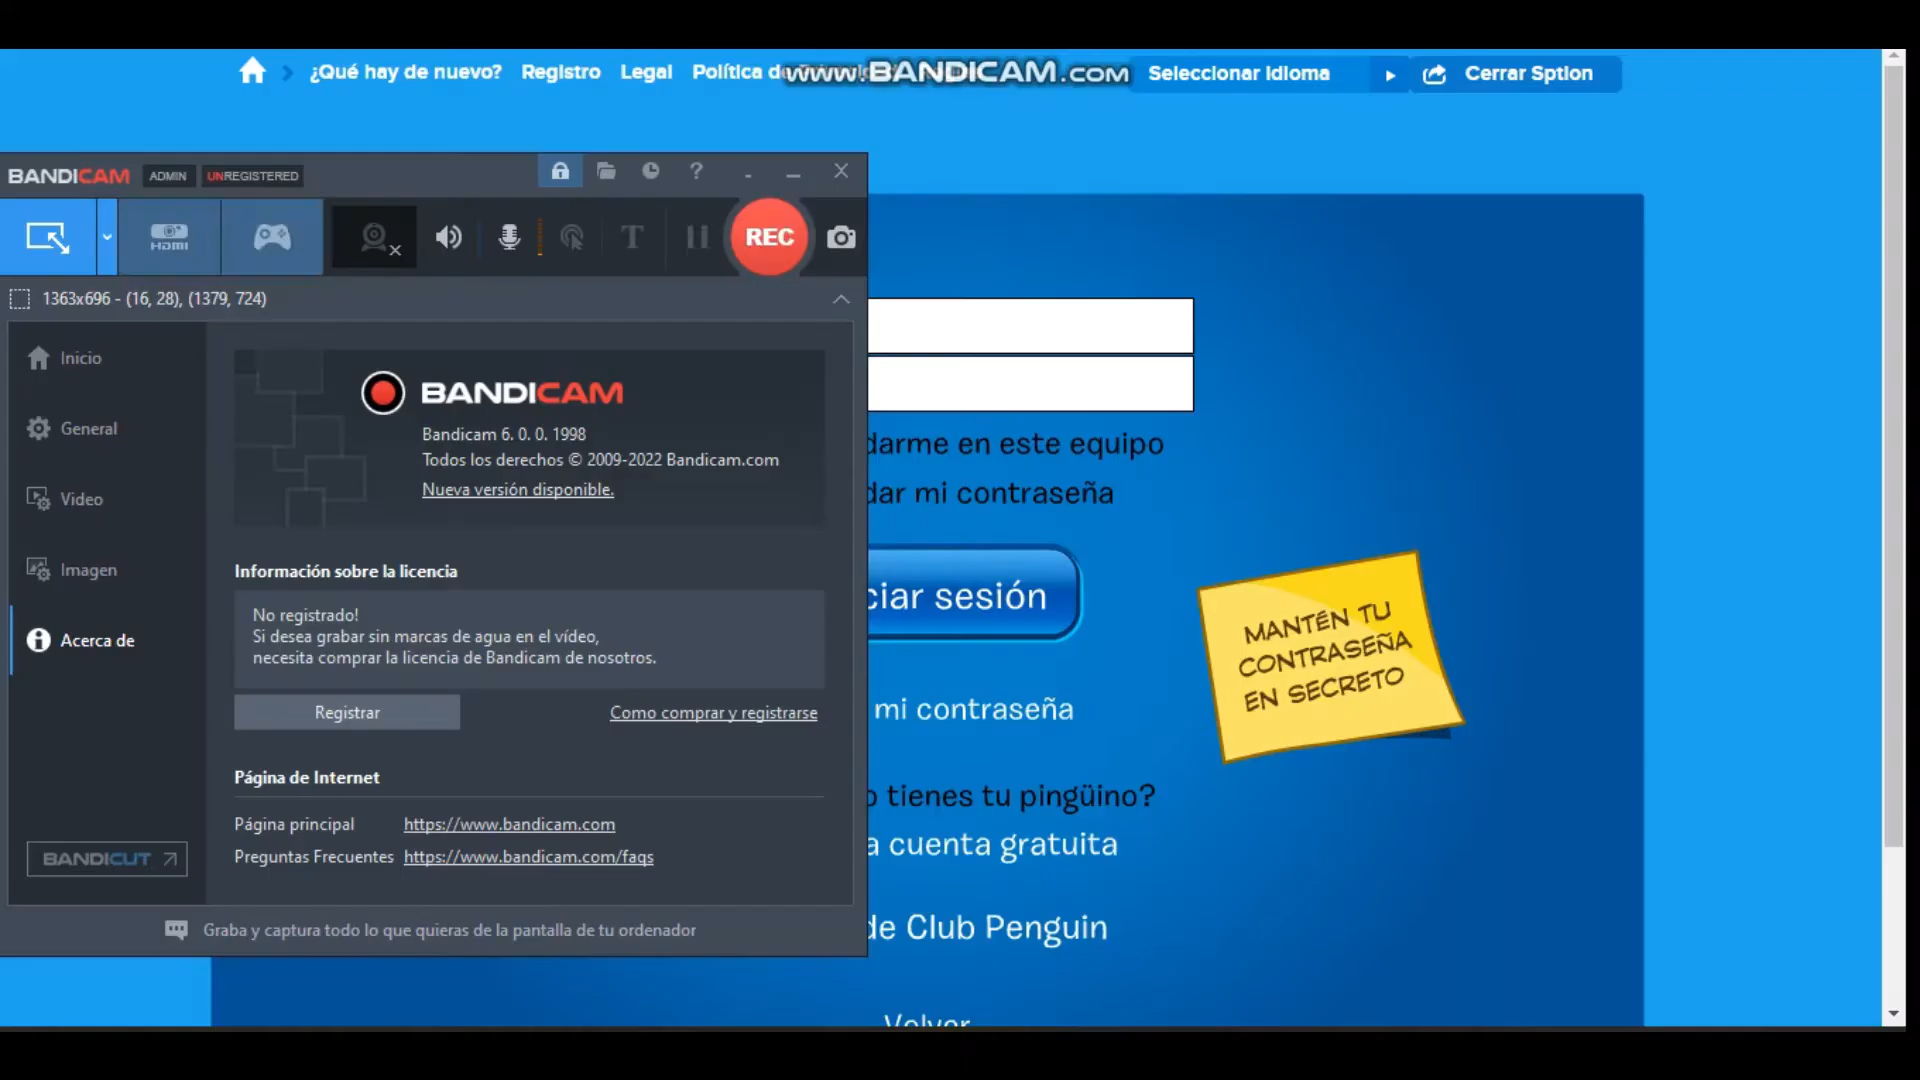 ¿Qué hay de nuevo? Registro Legal Política de
www.BANDICAM.com
Seleccionar Idioma
Cerrar Sption
BANDICAM ADMIN UNREGISTERED
HDMI
T
REC
1363x696 - (16, 28), (1379, 724)
Inicio
General
Video
Imagen
Acerca de
BANDICUT
BANDICAM
Bandicam 6. 0. 0. 1998
Todos los derechos © 2009-2022 Bandicam.com
Nueva versión disponible.
Información sobre la licencia
No registrado!
Si desea grabar sin marcas de agua en el vídeo,
necesita comprar la licencia de Bandicam de nosotros.
Registrar
Como comprar y registrarse
Página de Internet
Página principal https://www.bandicam.com
Preguntas Frecuentes https://www.bandicam.com/faqs
Graba y captura todo lo que quieras de la pantalla de tu ordenador
darme en este equipo
dar mi contraseña
ciar sesión
mi contraseña
o tienes tu pingüino?
a cuenta gratuita
de Club Penguin
Volver
MANTÉN TU
CONTRASEÑA
EN SECRETO